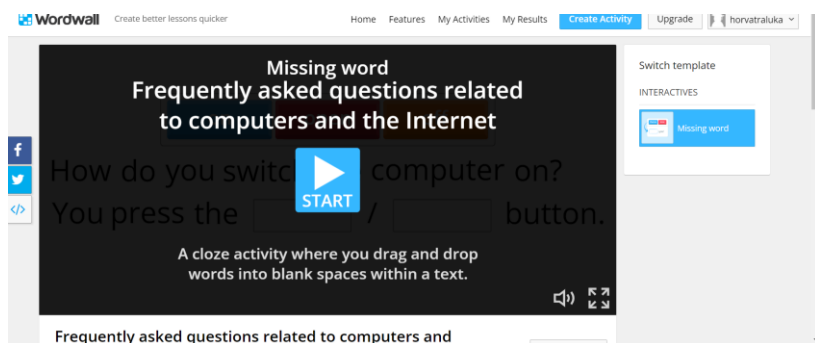 Wordwall Create better lessons quicker Home Features My Activities My Results Create Activity Upgrade horvatraluka
Missing word
Frequently asked questions related
to computers and the Internet
How do you switch computer on?
START
You press the / button.
A cloze activity where you drag and drop
words into blank spaces within a text.
Frequently asked questions related to computers and
Switch template
INTERACTIVES
Missing word
f
</>